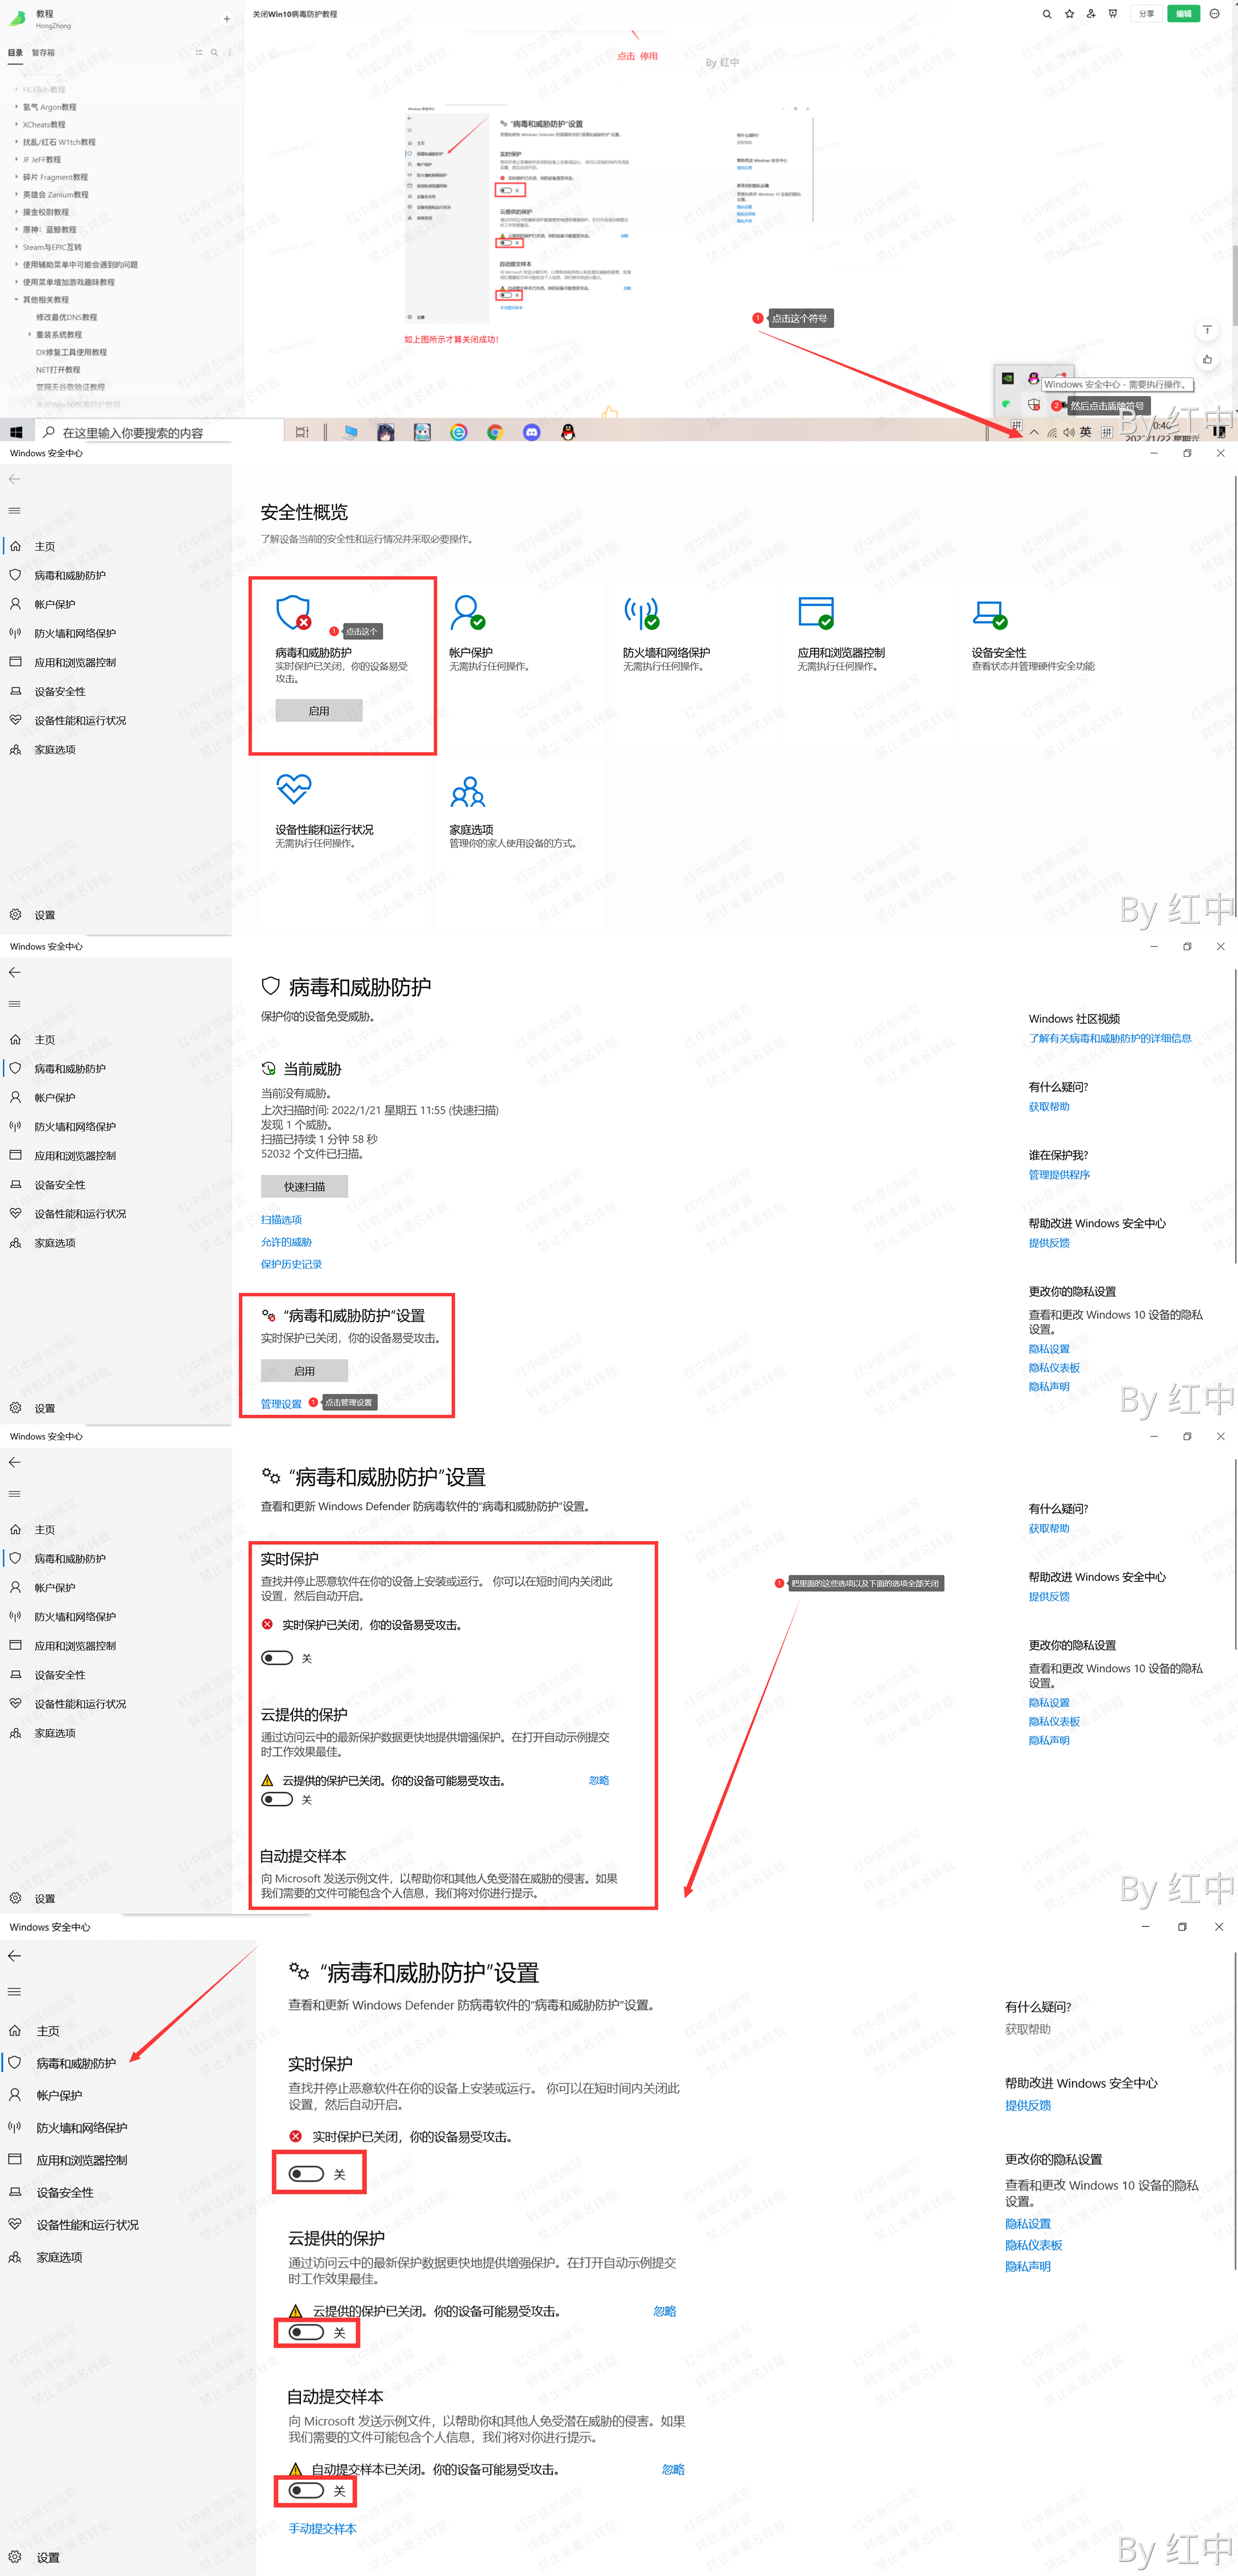 教程
HongZhong
关闭Win10病毒防护教程
分享
编辑
目录 暂存箱
点击 停用
By 红中
氩气 Argon教程
XCheats教程
扰乱/红石 W1tch教程
JF JeFF教程
碎片 Fragment教程
英雄会 Zanium教程
摸金校尉教程
原神：蓝鲸教程
Steam与EPIC互转
使用辅助菜单中可能会遇到的问题
使用菜单增加游戏趣味教程
其他相关教程
修改最优DNS教程
重装系统教程
DX修复工具使用教程
NET打开教程
官网无谷歌验证教程
关闭Win10病毒防护教程
"病毒和威胁防护"设置
实时保护
云提供的保护
自动提交样本
如上图所示才算关闭成功！
1 点击这个符号
Windows 安全中心 - 需要执行操作。
2 然后点击盾牌符号
在这里输入你要搜索的内容
英
拼
By 红中
Windows 安全中心
主页
病毒和威胁防护
帐户保护
防火墙和网络保护
应用和浏览器控制
设备安全性
设备性能和运行状况
家庭选项
设置
安全性概览
了解设备当前的安全性和运行情况并采取必要操作。
1 点击这个
病毒和威胁防护
实时保护已关闭，你的设备易受
攻击。
启用
帐户保护
无需执行任何操作。
防火墙和网络保护
无需执行任何操作。
应用和浏览器控制
无需执行任何操作。
设备安全性
查看状态并管理硬件安全功能
设备性能和运行状况
无需执行任何操作。
家庭选项
管理你的家人使用设备的方式。
By 红中
Windows 安全中心
主页
病毒和威胁防护
帐户保护
防火墙和网络保护
应用和浏览器控制
设备安全性
设备性能和运行状况
家庭选项
设置
病毒和威胁防护
保护你的设备免受威胁。
当前威胁
当前没有威胁。
上次扫描时间: 2022/1/21 星期五 11:55 (快速扫描)
发现 1 个威胁。
扫描已持续 1 分钟 58 秒
52032 个文件已扫描。
快速扫描
扫描选项
允许的威胁
保护历史记录
"病毒和威胁防护"设置
实时保护已关闭，你的设备易受攻击。
启用
管理设置
1 点击管理设置
Windows 社区视频
了解有关病毒和威胁防护的详细信息
有什么疑问?
获取帮助
谁在保护我?
管理提供程序
帮助改进 Windows 安全中心
提供反馈
更改你的隐私设置
查看和更改 Windows 10 设备的隐私
设置。
隐私设置
隐私仪表板
隐私声明
By 红中
Windows 安全中心
主页
病毒和威胁防护
帐户保护
防火墙和网络保护
应用和浏览器控制
设备安全性
设备性能和运行状况
家庭选项
设置
"病毒和威胁防护"设置
查看和更新 Windows Defender 防病毒软件的"病毒和威胁防护"设置。
实时保护
查找并停止恶意软件在你的设备上安装或运行。 你可以在短时间内关闭此
设置，然后自动开启。
实时保护已关闭，你的设备易受攻击。
关
云提供的保护
通过访问云中的最新保护数据更快地提供增强保护。在打开自动示例提交
时工作效果最佳。
云提供的保护已关闭。你的设备可能易受攻击。
忽略
关
自动提交样本
向 Microsoft 发送示例文件，以帮助你和其他人免受潜在威胁的侵害。如果
我们需要的文件可能包含个人信息，我们将对你进行提示。
1 把里面的这些选项以及下面的选项全部关闭
有什么疑问?
获取帮助
帮助改进 Windows 安全中心
提供反馈
更改你的隐私设置
查看和更改 Windows 10 设备的隐私
设置。
隐私设置
隐私仪表板
隐私声明
By 红中
Windows 安全中心
主页
病毒和威胁防护
帐户保护
防火墙和网络保护
应用和浏览器控制
设备安全性
设备性能和运行状况
家庭选项
设置
"病毒和威胁防护"设置
查看和更新 Windows Defender 防病毒软件的"病毒和威胁防护"设置。
实时保护
查找并停止恶意软件在你的设备上安装或运行。 你可以在短时间内关闭此
设置，然后自动开启。
实时保护已关闭，你的设备易受攻击。
关
云提供的保护
通过访问云中的最新保护数据更快地提供增强保护。在打开自动示例提交
时工作效果最佳。
云提供的保护已关闭。你的设备可能易受攻击。
忽略
关
自动提交样本
向 Microsoft 发送示例文件，以帮助你和其他人免受潜在威胁的侵害。如果
我们需要的文件可能包含个人信息，我们将对你进行提示。
自动提交样本已关闭。你的设备可能易受攻击。
忽略
关
手动提交样本
有什么疑问?
获取帮助
帮助改进 Windows 安全中心
提供反馈
更改你的隐私设置
查看和更改 Windows 10 设备的隐私
设置。
隐私设置
隐私仪表板
隐私声明
By 红中